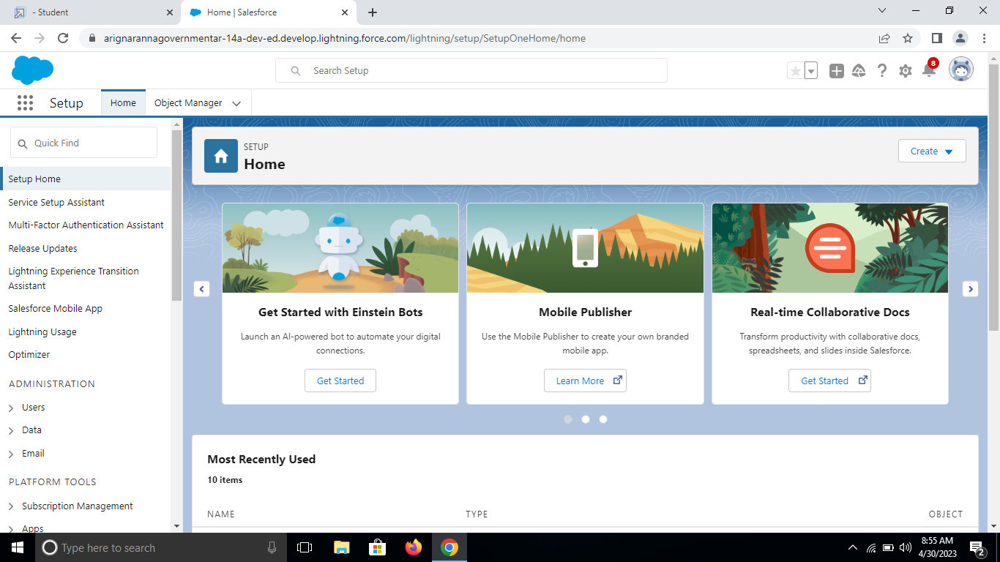 - Student
Home | Salesforce
arignarannagovernmentar-14a-dev-ed.develop.lightning.force.com/lightning/setup/SetupOneHome/home
Search Setup
8
Setup
Home
Object Manager
Quick Find
Setup Home
Service Setup Assistant
Multi-Factor Authentication Assistant
Release Updates
Lightning Experience Transition
Assistant
Salesforce Mobile App
Lightning Usage
Optimizer
ADMINISTRATION
Users
Data
Email
PLATFORM TOOLS
Subscription Management
Apps
SETUP
Home
Create
Get Started with Einstein Bots
Launch an AI-powered bot to automate your digital
connections.
Get Started
Mobile Publisher
Use the Mobile Publisher to create your own branded
mobile app.
Learn More
Real-time Collaborative Docs
Transform productivity with collaborative docs,
spreadsheets, and slides inside Salesforce.
Get Started
Most Recently Used
10 items
NAME TYPE OBJECT
Type here to search
8:55 AM
4/30/2023
2